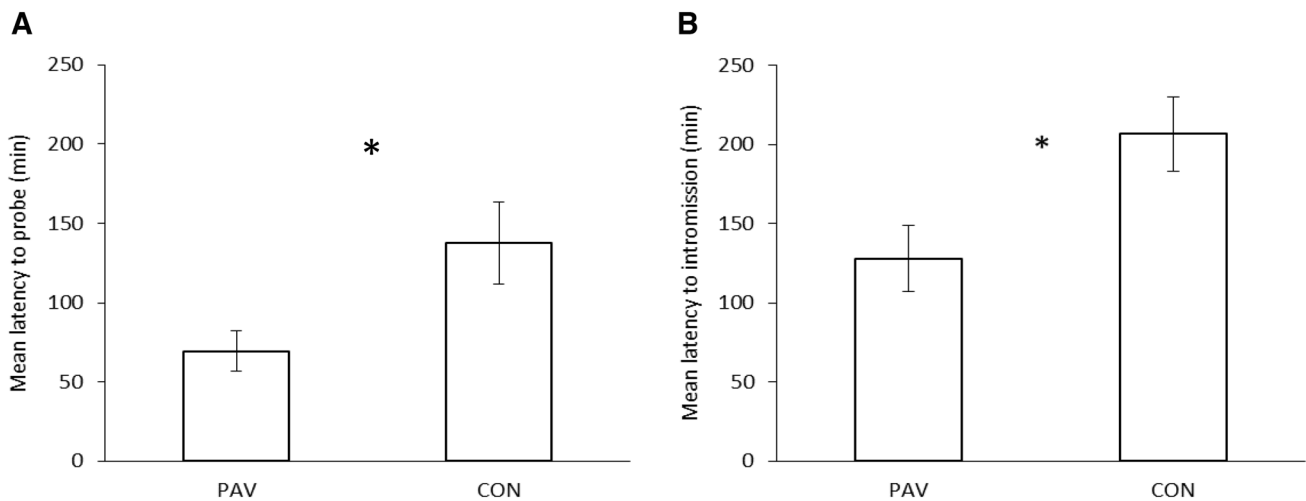 A
Mean latency to probe (min)
250
200
150
100
50
0
*
PAV CON
B
Mean latency to intromission (min)
250
200
150
100
50
0
*
PAV CON